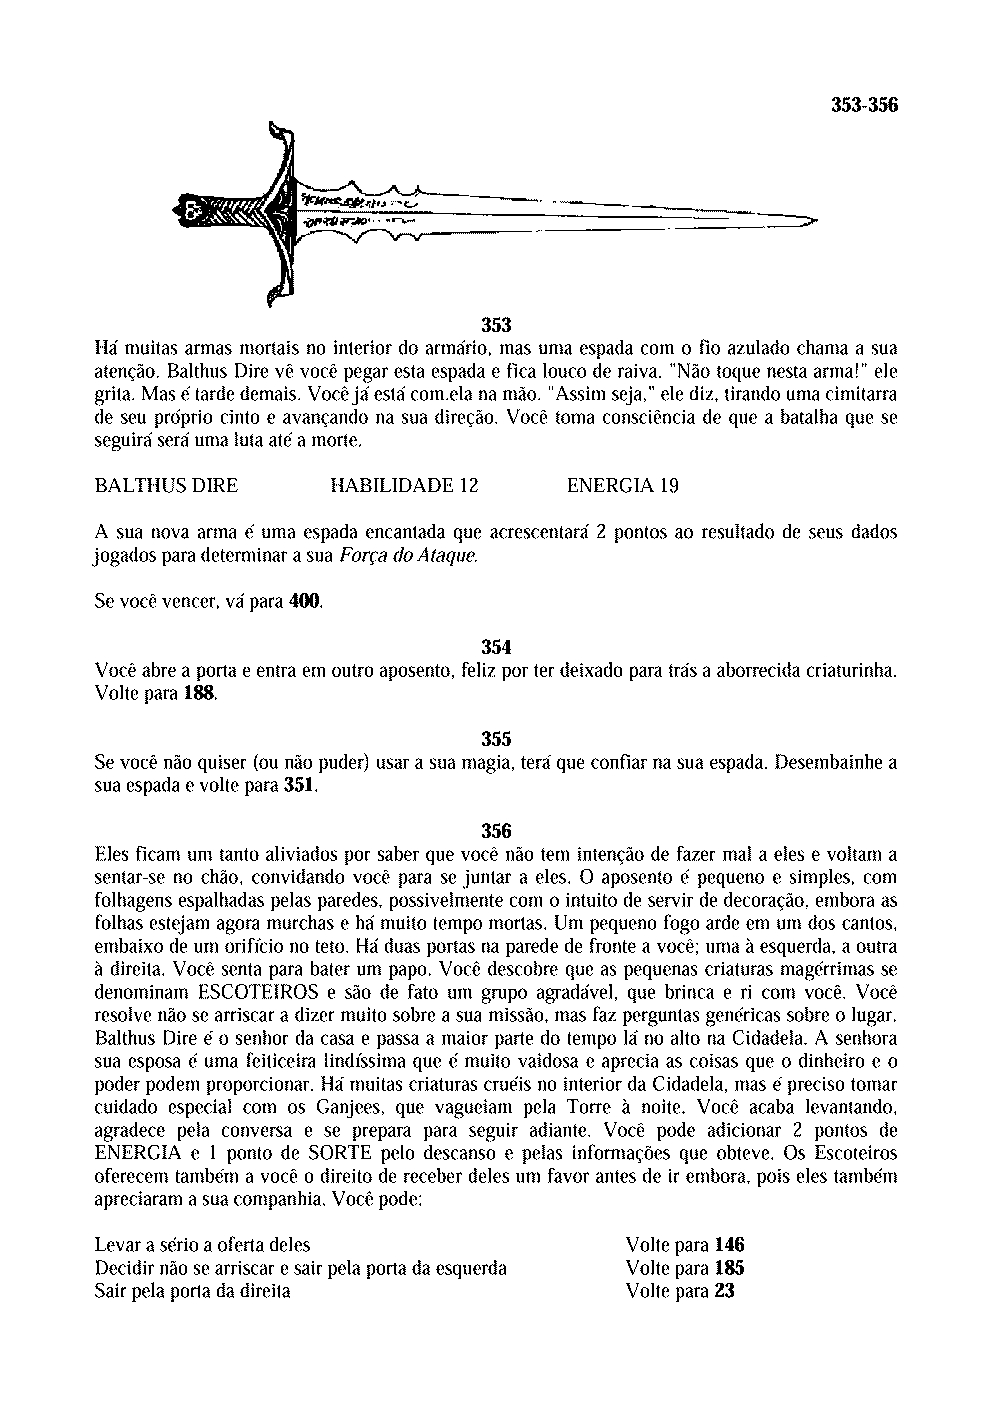 353-356
353
Há muitas armas mortais no interior do armário, mas uma espada com o fio azulado chama a sua
atenção. Balthus Dire vê você pegar esta espada e fica louco de raiva. "Não toque nesta arma!" ele
grita. Mas é tarde demais. Você já está com.ela na mão. "Assim seja," ele diz, tirando uma cimitarra
de seu próprio cinto e avançando na sua direção. Você toma consciência de que a batalha que se
seguirá será uma luta até a morte.
BALTHUS DIRE HABILIDADE 12 ENERGIA 19
A sua nova arma é uma espada encantada que acrescentará 2 pontos ao resultado de seus dados
jogados para determinar a sua Força do Ataque.
Se você vencer, vá para 400.
354
Você abre a porta e entra em outro aposento, feliz por ter deixado para trás a aborrecida criaturinha.
Volte para 188.
355
Se você não quiser (ou não puder) usar a sua magia, terá que confiar na sua espada. Desembainhe a
sua espada e volte para 351.
356
Eles ficam um tanto aliviados por saber que você não tem intenção de fazer mal a eles e voltam a
sentar-se no chão, convidando você para se juntar a eles. O aposento é pequeno e simples, com
folhagens espalhadas pelas paredes, possivelmente com o intuito de servir de decoração, embora as
folhas estejam agora murchas e há muito tempo mortas. Um pequeno fogo arde em um dos cantos,
embaixo de um orifício no teto. Há duas portas na parede de fronte a você; uma à esquerda, a outra
à direita. Você senta para bater um papo. Você descobre que as pequenas criaturas magérrimas se
denominam ESCOTEIROS e são de fato um grupo agradável, que brinca e ri com você. Você
resolve não se arriscar a dizer muito sobre a sua missão, mas faz perguntas genéricas sobre o lugar.
Balthus Dire é o senhor da casa e passa a maior parte do tempo lá no alto na Cidadela. A senhora
sua esposa é uma feiticeira lindíssima que é muito vaidosa e aprecia as coisas que o dinheiro e o
poder podem proporcionar. Há muitas criaturas cruéis no interior da Cidadela, mas é preciso tomar
cuidado especial com os Ganjees, que vagueiam pela Torre à noite. Você acaba levantando,
agradece pela conversa e se prepara para seguir adiante. Você pode adicionar 2 pontos de
ENERGIA e 1 ponto de SORTE pelo descanso e pelas informações que obteve. Os Escoteiros
oferecem também a você o direito de receber deles um favor antes de ir embora, pois eles também
apreciaram a sua companhia. Você pode:
Levar a sério a oferta deles Volte para 146
Decidir não se arriscar e sair pela porta da esquerda Volte para 185
Sair pela porta da direita Volte para 23